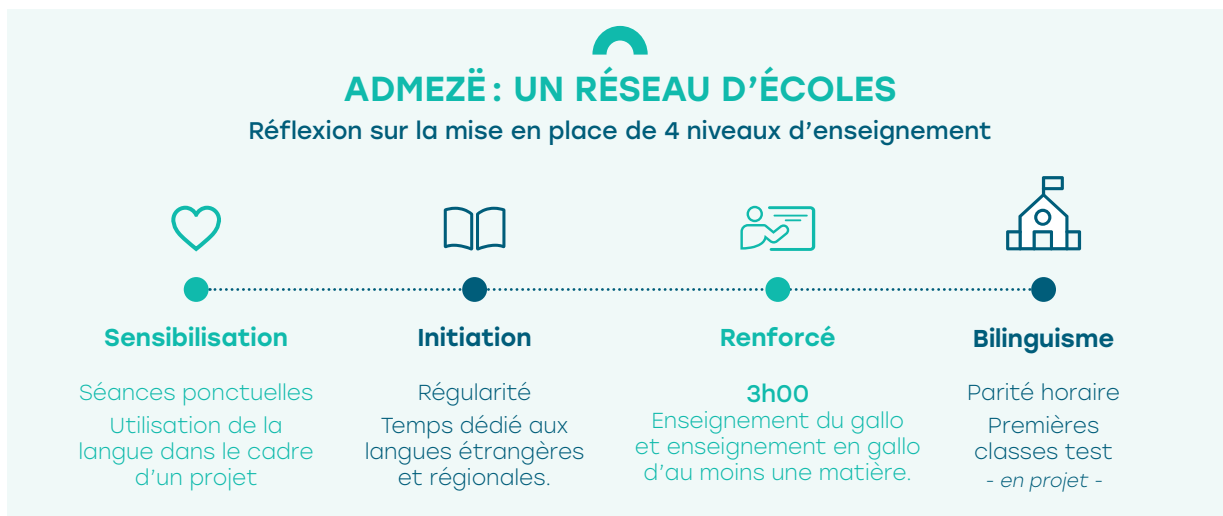 ADMEZË : UN RÉSEAU D’ÉCOLES
Réflexion sur la mise en place de 4 niveaux d’enseignement
Sensibilisation
Séances ponctuelles
Utilisation de la
langue dans le cadre
d’un projet
Initiation
Régularité
Temps dédié aux
langues étrangères
et régionales.
Renforcé
3h00
Enseignement du gallo
et enseignement en gallo
d’au moins une matière.
Bilinguisme
Parité horaire
Premières
classes test
- en projet -